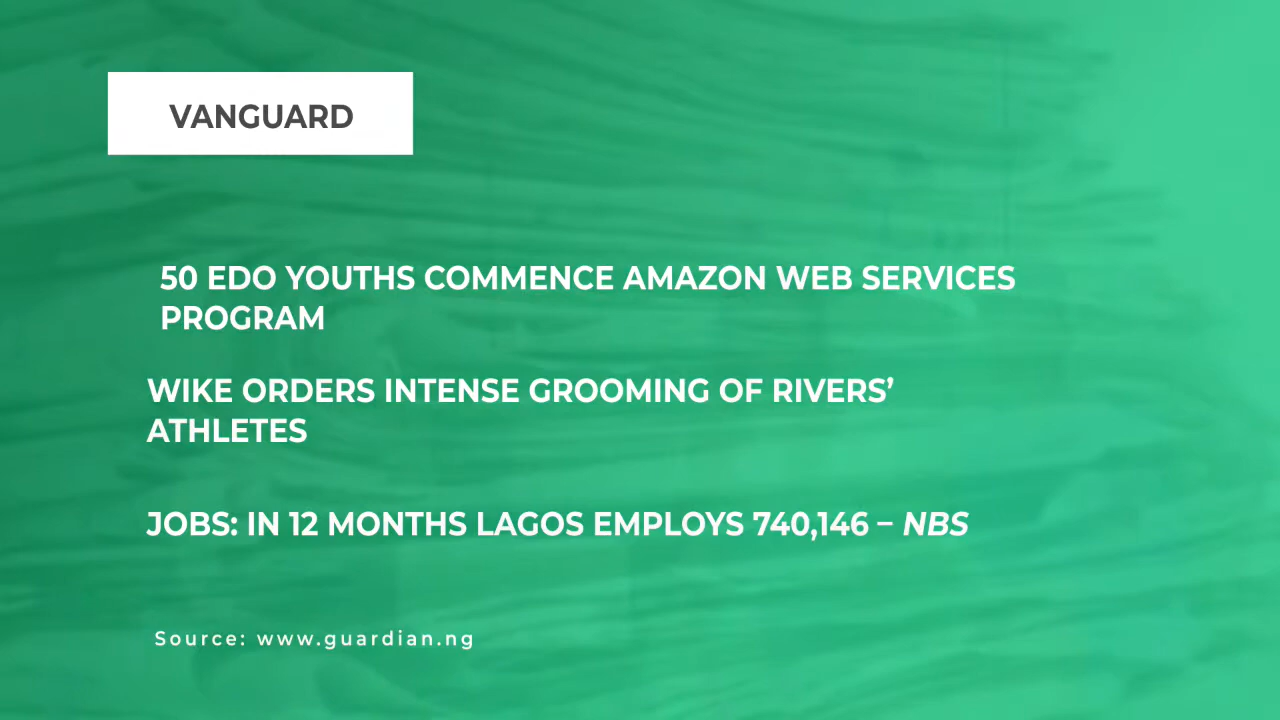 VANGUARD
50 EDO YOUTHS COMMENCE AMAZON WEB SERVICES
PROGRAM
WIKE ORDERS INTENSE GROOMING OF RIVERS’
ATHLETES
JOBS: IN 12 MONTHS LAGOS EMPLOYS 740,146 – NBS
Source: www.guardian.ng